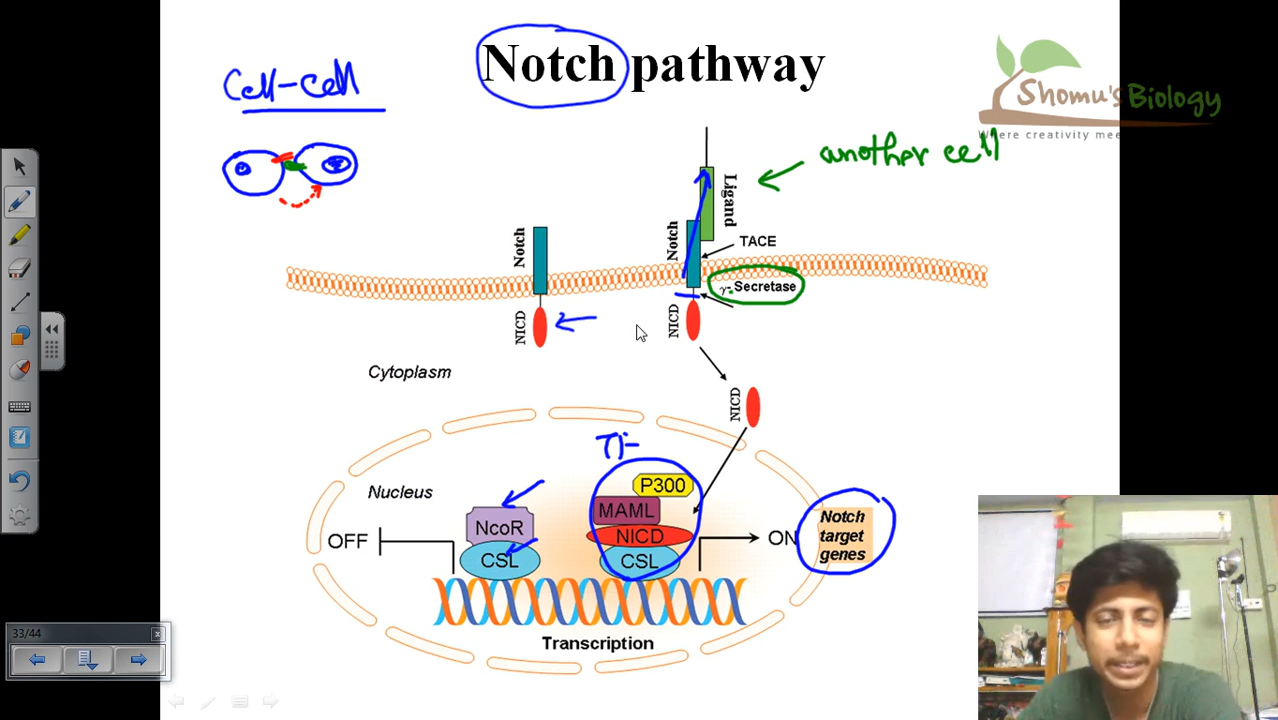 Notch pathway
Cell-cell
Shomu's Biology
Where creativity mee
another cell
Ligand
Notch
Notch
TACE
γ-Secretase
NICD
NICD
Cytoplasm
NICD
TF
P300
Nucleus
MAML
NcoR
NICD
CSL
CSL
OFF
ON
Notch
target
genes
Transcription
33/44